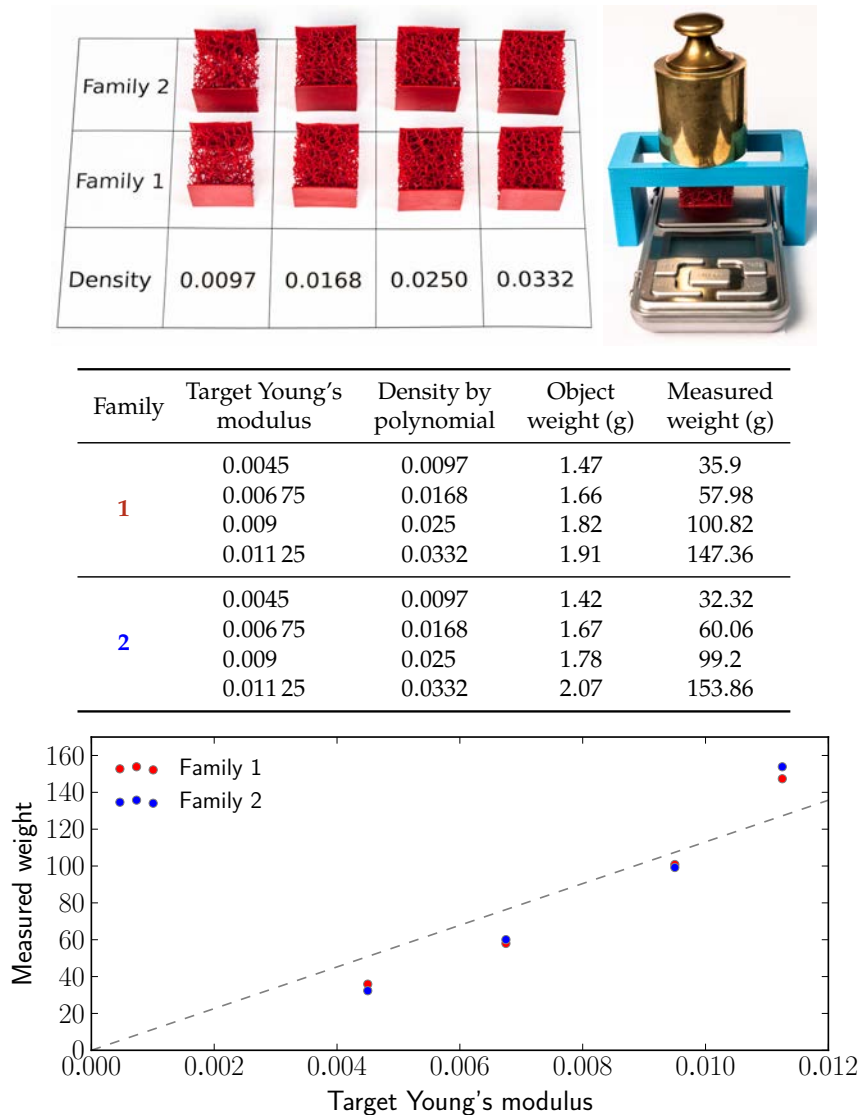 Family 2
Family 1
Density 0.0097 0.0168 0.0250 0.0332
Family Target Young's modulus Density by polynomial Object weight (g) Measured weight (g)
1
0.0045 0.0097 1.47 35.9
0.006 75 0.0168 1.66 57.98
0.009 0.025 1.82 100.82
0.011 25 0.0332 1.91 147.36
2
0.0045 0.0097 1.42 32.32
0.006 75 0.0168 1.67 60.06
0.009 0.025 1.78 99.2
0.011 25 0.0332 2.07 153.86
Measured weight
160
140
120
100
80
60
40
20
0
Family 1
Family 2
0.000 0.002 0.004 0.006 0.008 0.010 0.012
Target Young's modulus